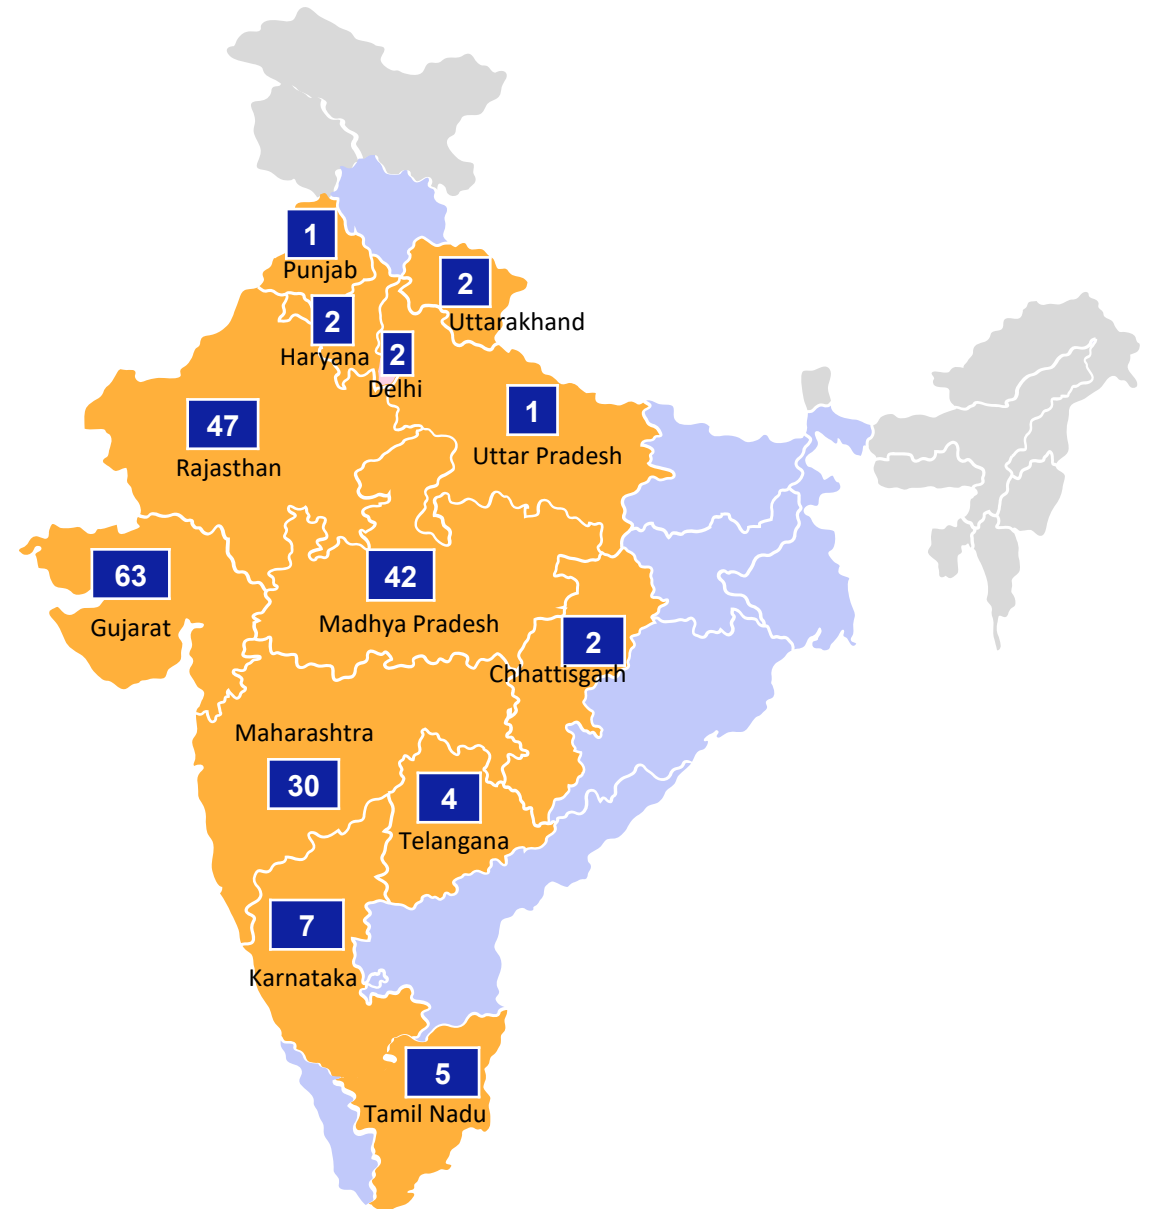 1
Punjab
2
Uttarakhand
2
Haryana
2
Delhi
47
Rajasthan
1
Uttar Pradesh
63
Gujarat
42
Madhya Pradesh
2
Chhattisgarh
Maharashtra
30
4
Telangana
7
Karnataka
5
Tamil Nadu